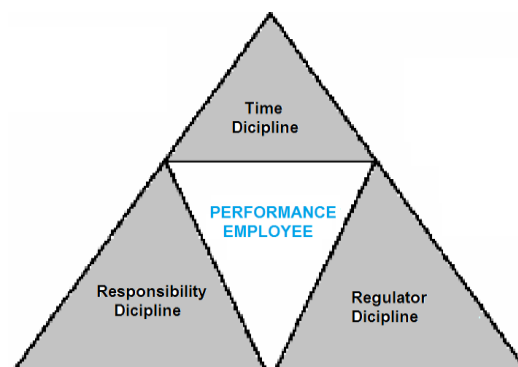 Time
Dicipline
PERFORMANCE
EMPLOYEE
Responsibility
Dicipline
Regulator
Dicipline